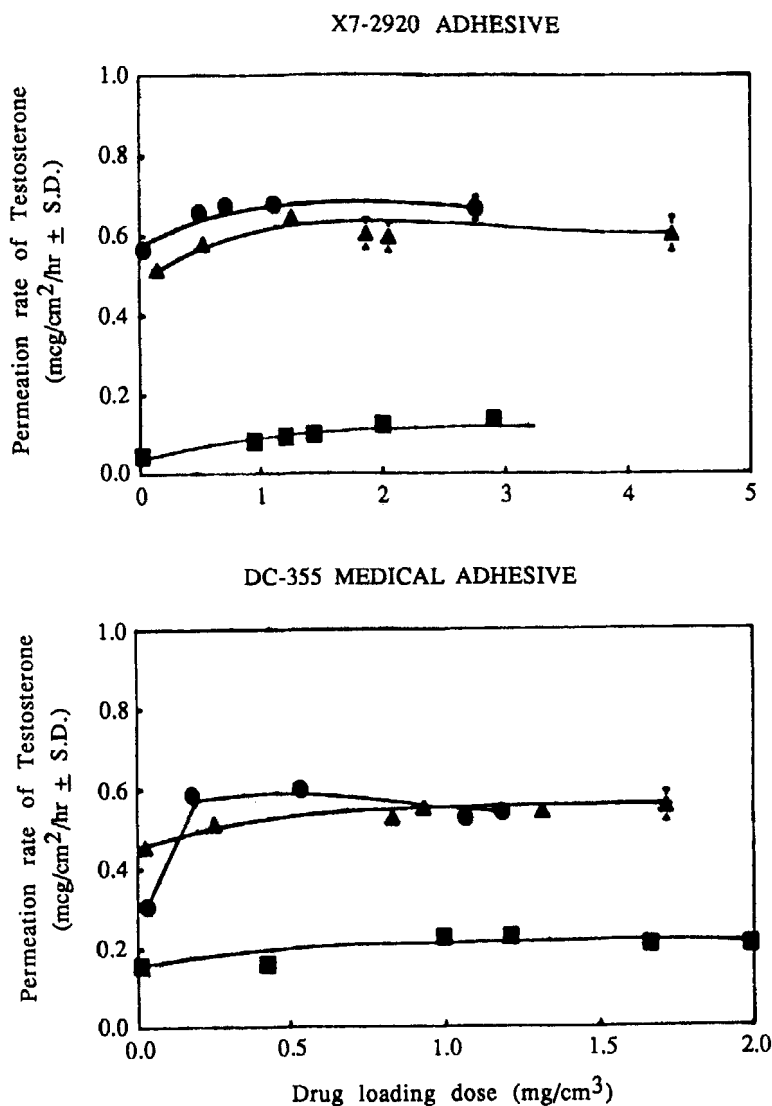 X7-2920 ADHESIVE
Permeation rate of Testosterone
(mcg/cm²/hr ± S.D.)
1.0
0.8
0.6
0.4
0.2
0.0
0 1 2 3 4 5
DC-355 MEDICAL ADHESIVE
Permeation rate of Testosterone
(mcg/cm²/hr ± S.D.)
1.0
0.8
0.6
0.4
0.2
0.0
0.0 0.5 1.0 1.5 2.0
Drug loading dose (mg/cm³)